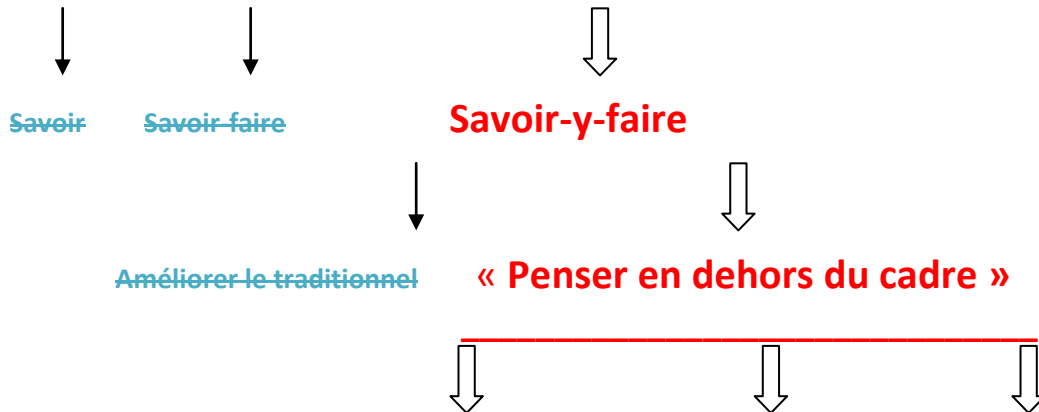 Savoir Savoir-faire Savoir-y-faire
Améliorer le traditionnel « Penser en dehors du cadre »